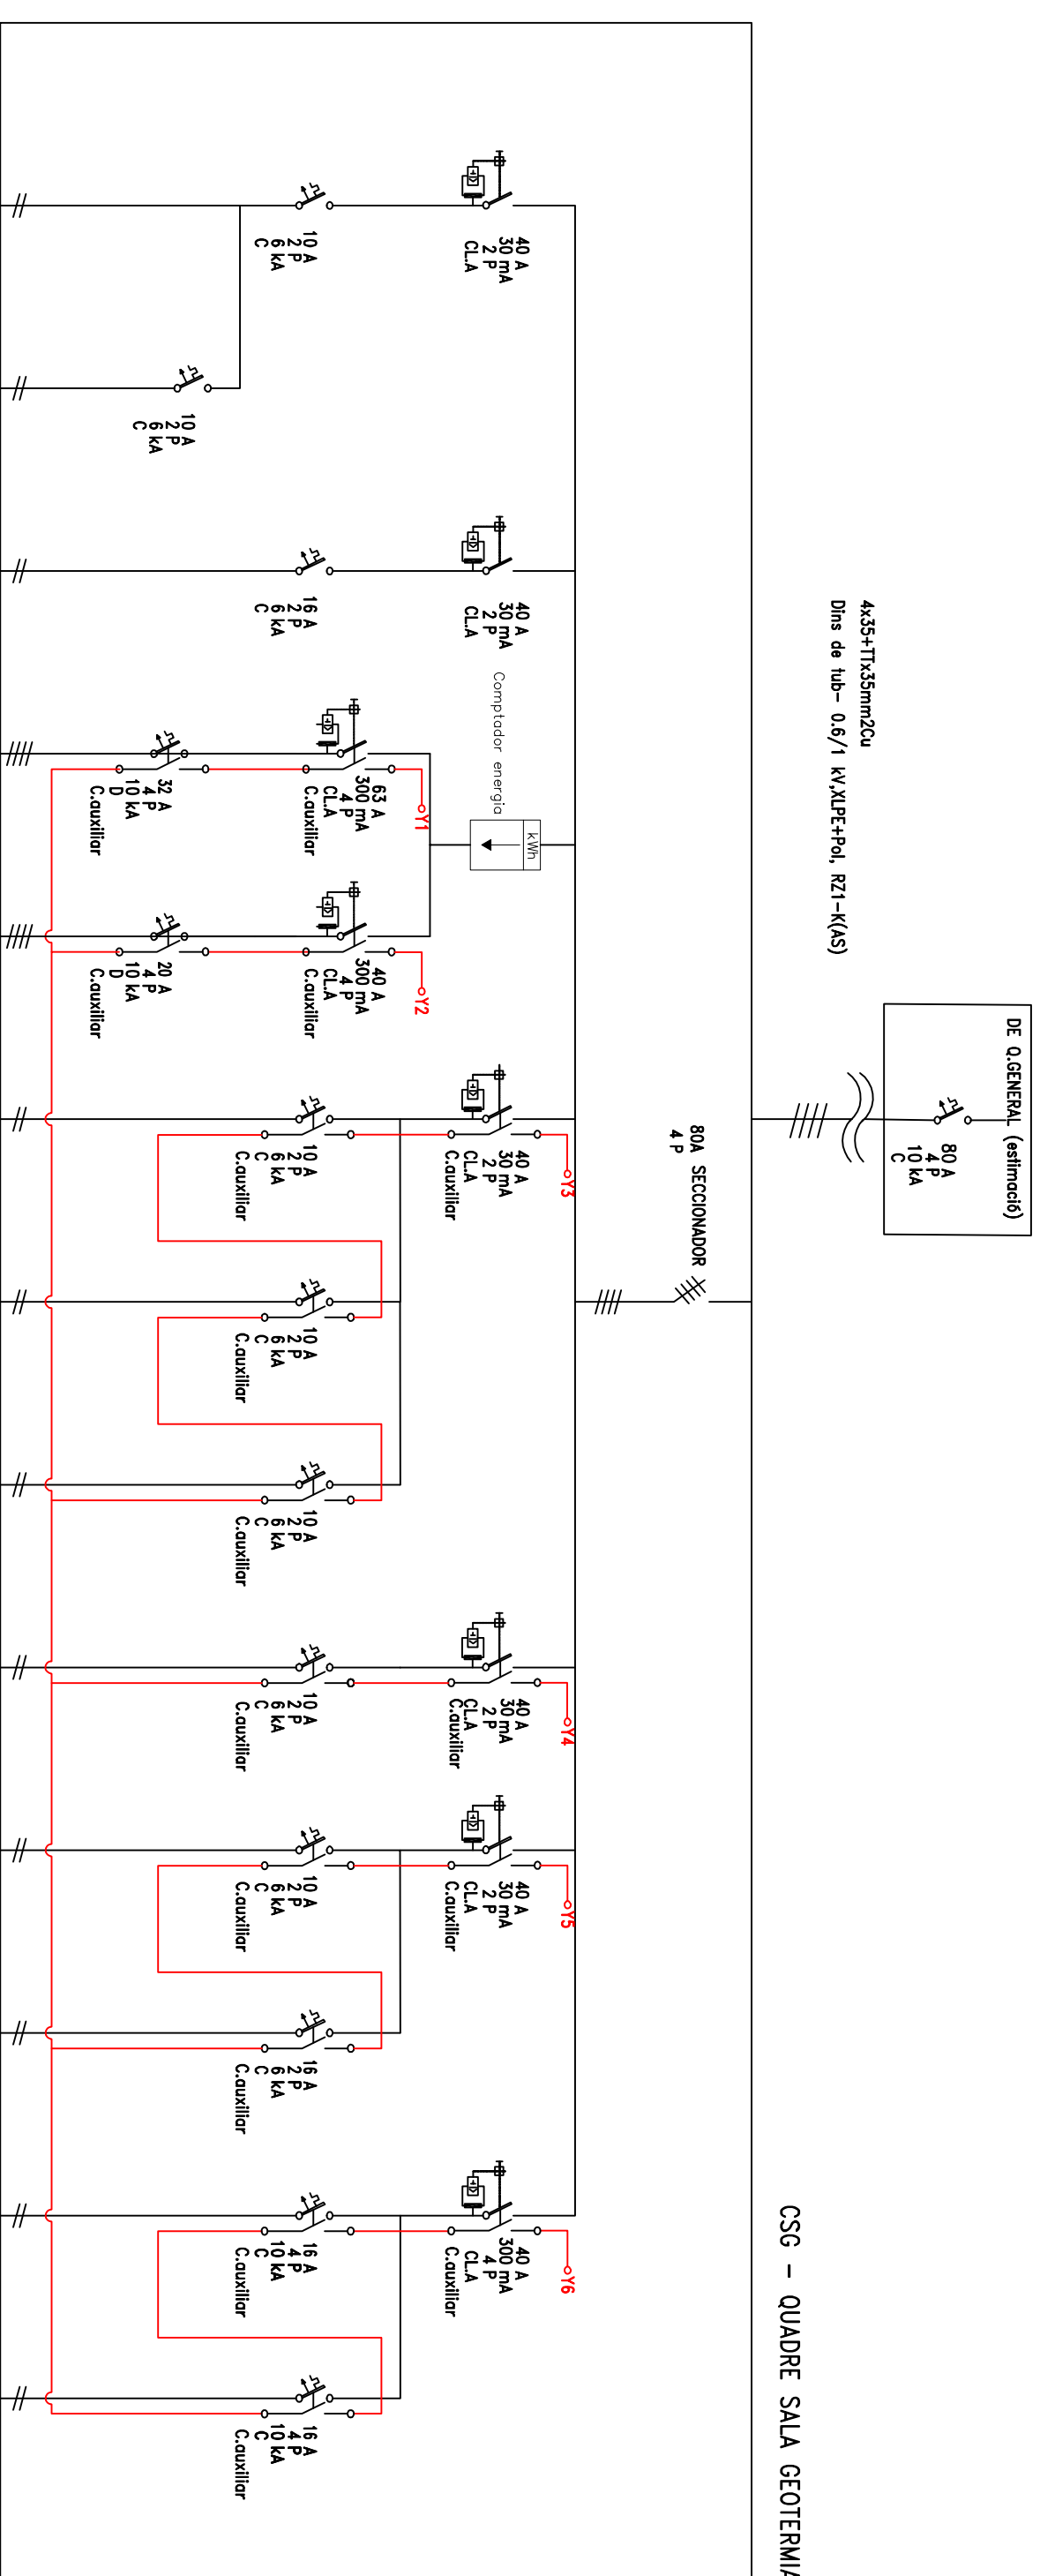 CSG - QUADRE SALA GEOTERMIA
DE Q.GENERAL (estimació)
80 A
4 P
10 kA
C
4x35+TTx35mm2Cu
Dins de tub- 0.6/1 kV,XLPE+Pol, RZ1-K(AS)
80A SECCIONADOR
4 P
40 A
30 mA
2 P
CL.A
10 A
2 P
6 kA
C
10 A
2 P
6 kA
C
40 A
30 mA
2 P
CL.A
16 A
2 P
6 kA
C
Comptador energia
kWh
Y1
63 A
300 mA
4 P
CL.A
C.auxiliar
32 A
4 P
10 kA
D
C.auxiliar
Y2
40 A
300 mA
4 P
CL.A
C.auxiliar
20 A
4 P
10 kA
D
C.auxiliar
Y3
40 A
30 mA
2 P
CL.A
C.auxiliar
10 A
2 P
6 kA
C
C.auxiliar
10 A
2 P
6 kA
C
C.auxiliar
10 A
2 P
6 kA
C
C.auxiliar
Y4
40 A
30 mA
2 P
CL.A
C.auxiliar
10 A
2 P
6 kA
C
C.auxiliar
Y5
40 A
30 mA
2 P
CL.A
C.auxiliar
10 A
2 P
6 kA
C
C.auxiliar
16 A
2 P
6 kA
C
C.auxiliar
Y6
40 A
300 mA
4 P
CL.A
C.auxiliar
16 A
4 P
10 kA
C
C.auxiliar
16 A
4 P
10 kA
C
C.auxiliar